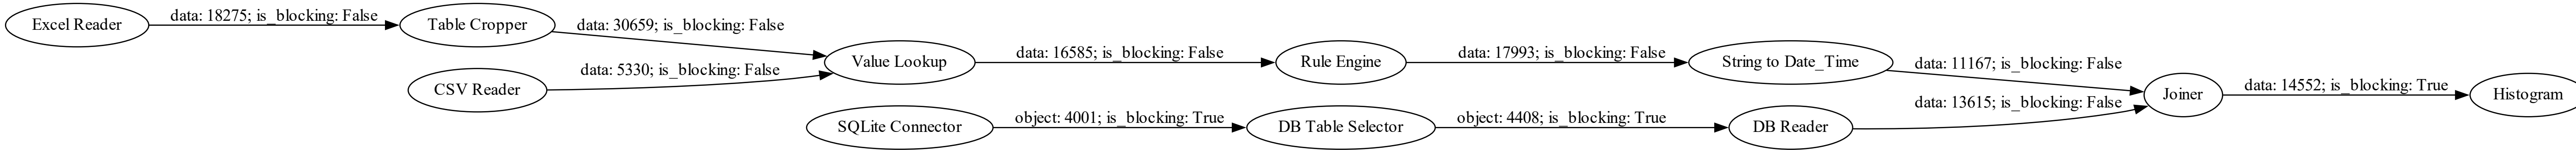 Excel Reader
data: 18275; is_blocking: False
Table Cropper
data: 30659; is_blocking: False
CSV Reader
data: 5330; is_blocking: False
Value Lookup
data: 16585; is_blocking: False
Rule Engine
data: 17993; is_blocking: False
String to Date_Time
data: 11167; is_blocking: False
SQLite Connector
object: 4001; is_blocking: True
DB Table Selector
object: 4408; is_blocking: True
DB Reader
data: 13615; is_blocking: False
Joiner
data: 14552; is_blocking: True
Histogram